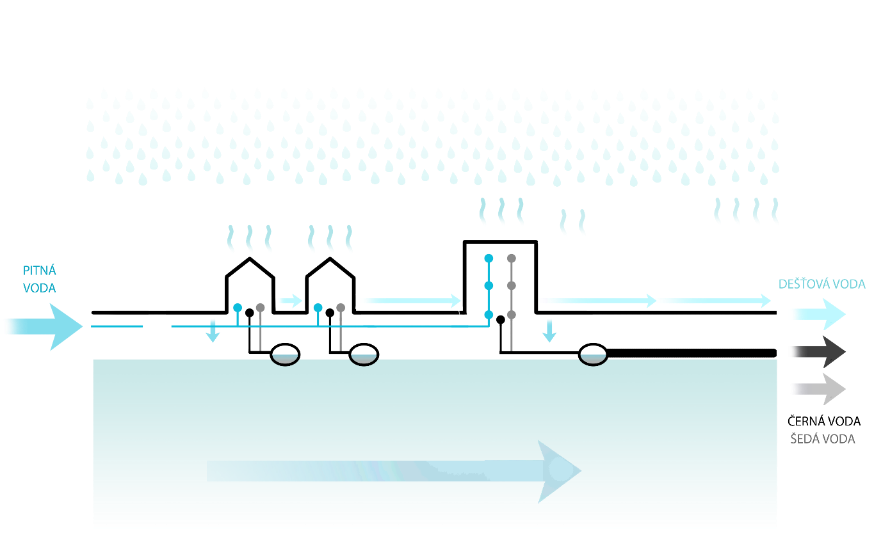 PITNÁ
VODA
DEŠŤOVÁ VODA
ČERNÁ VODA
ŠEDÁ VODA